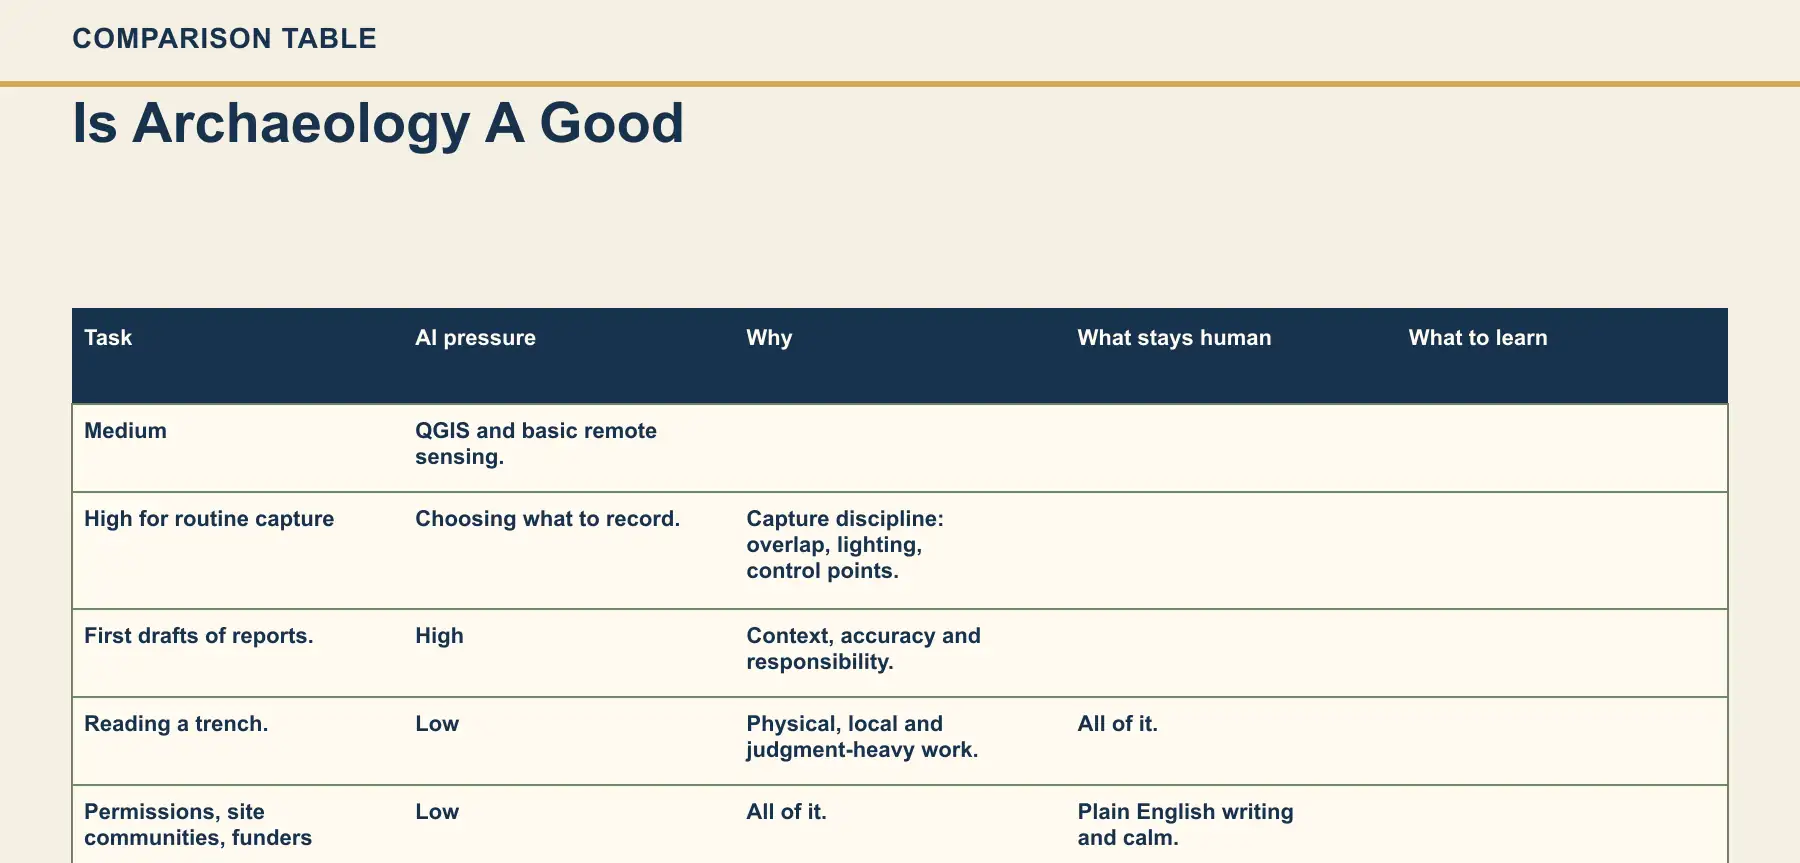 COMPARISON TABLE
Is Archaeology A Good
Task AI pressure Why What stays human What to learn
Medium QGIS and basic remote
sensing.
High for routine capture Choosing what to record. Capture discipline:
overlap, lighting,
control points.
First drafts of reports. High Context, accuracy and
responsibility.
Reading a trench. Low Physical, local and All of it.
judgment-heavy work.
Permissions, site Low All of it. Plain English writing
communities, funders and calm.